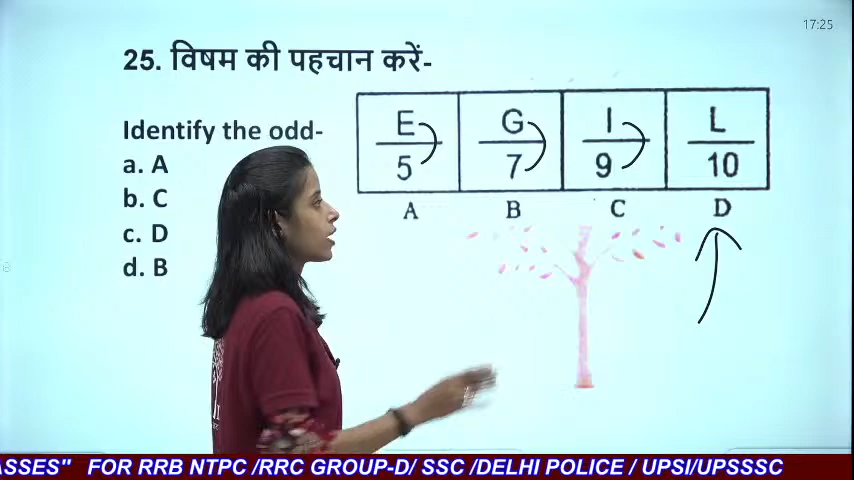 17:25
25. विषम की पहचान करें-
Identify the odd-
a. A
b. C
c. D
d. B
E G I L
5 7 9 10
A B C D
ASSES" FOR RRB NTPC /RRC GROUP-D/ SSC /DELHI POLICE / UPSI/UPSSSC